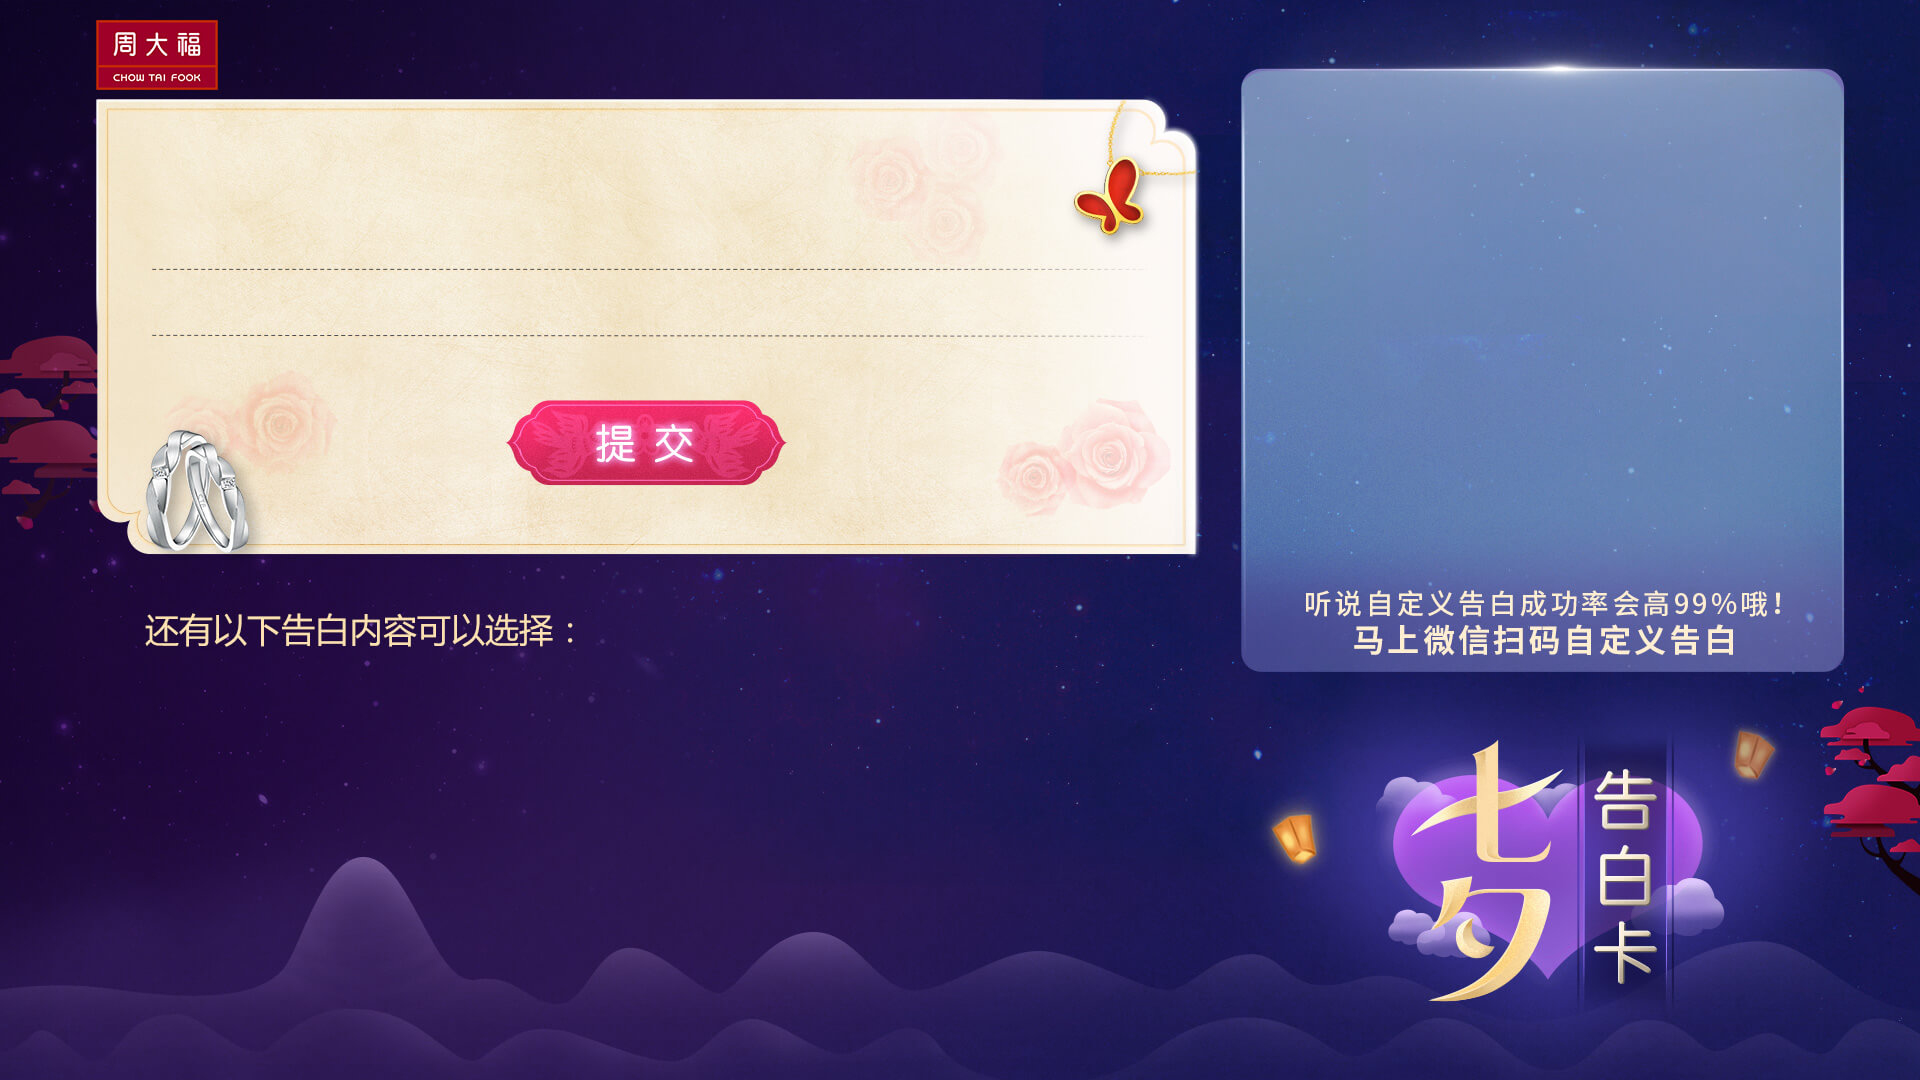 周大福
CHOW TAI FOOK
提交
还有以下告白内容可以选择：
听说自定义告白成功率会高99%哦！
马上微信扫码自定义告白
七夕
告白卡